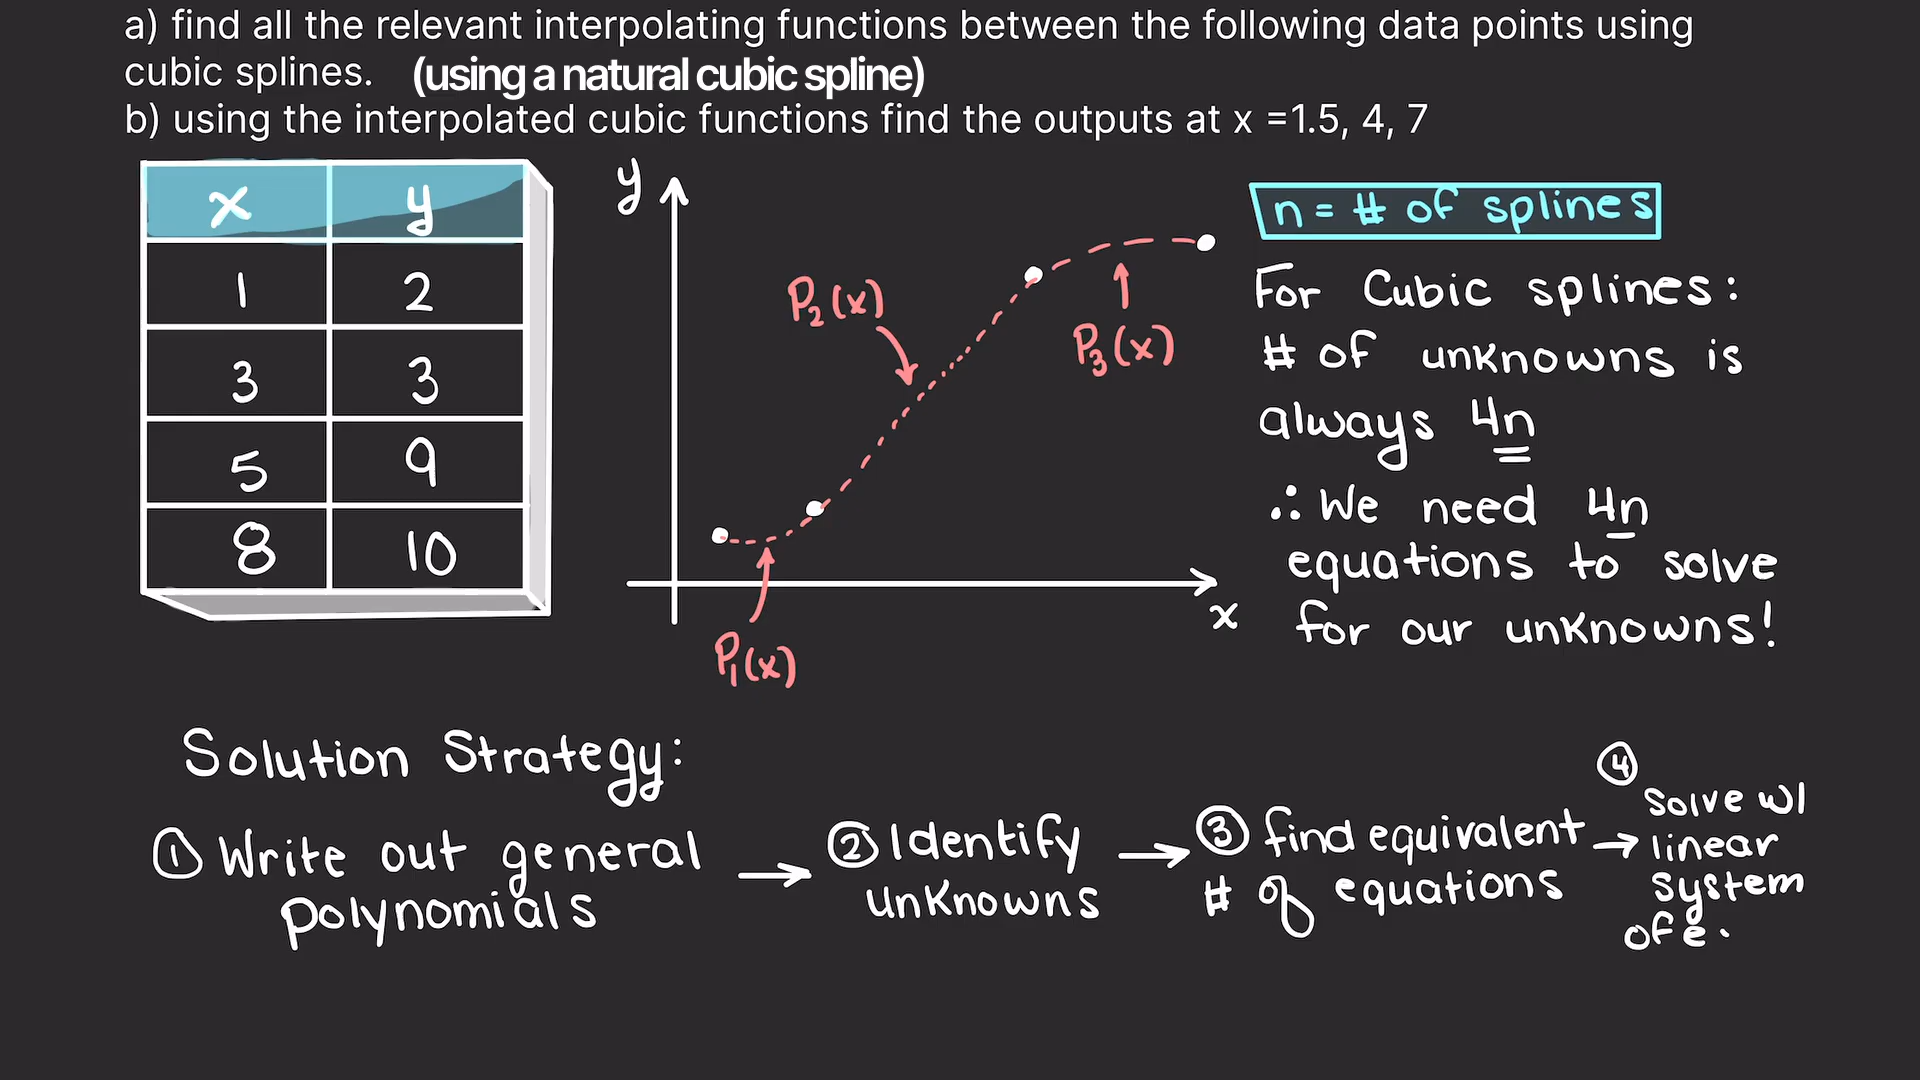 a) find all the relevant interpolating functions between the following data points using
cubic splines. (using a natural cubic spline)
b) using the interpolated cubic functions find the outputs at x =1.5, 4, 7
x y
1 2
3 3
5 9
8 10
y
P₂(x)
P₃(x)
x
P₁(x)
n = # of splines
For Cubic splines:
# of unknowns is
always 4n
∴ We need 4n
equations to solve
for our unknowns!
Solution Strategy:
① Write out general
polynomials
→
② Identify
unknowns
→
③ find equivalent
# of equations
→
④
Solve w/
linear
system
of e.